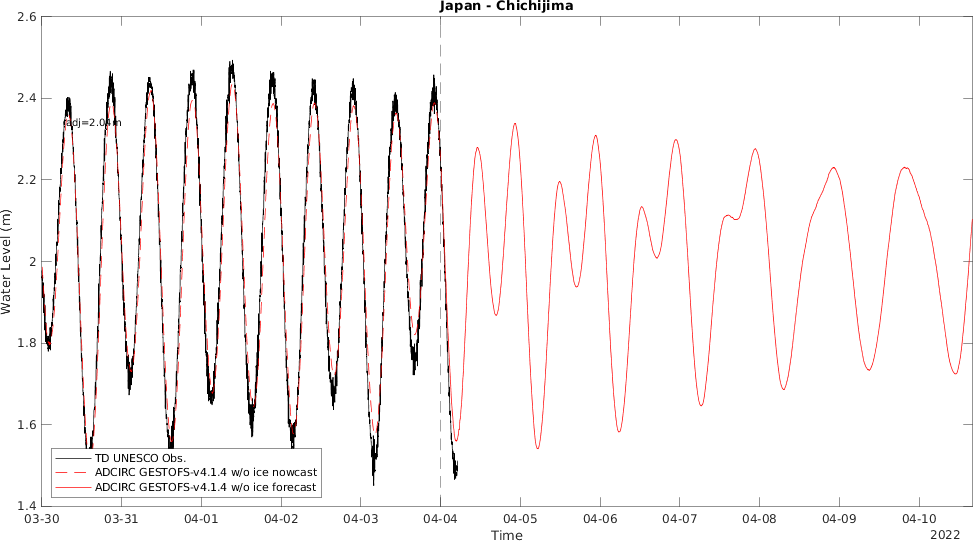 Japan - Chichijima
2.6
2.4
2.2
2
1.8
1.6
1.4
Water Level (m)
adj=2.04m
TD UNESCO Obs.
ADCIRC GESTOFS-v4.1.4 w/o ice nowcast
ADCIRC GESTOFS-v4.1.4 w/o ice forecast
03-30 03-31 04-01 04-02 04-03 04-04 04-05 04-06 04-07 04-08 04-09 04-10
Time
2022